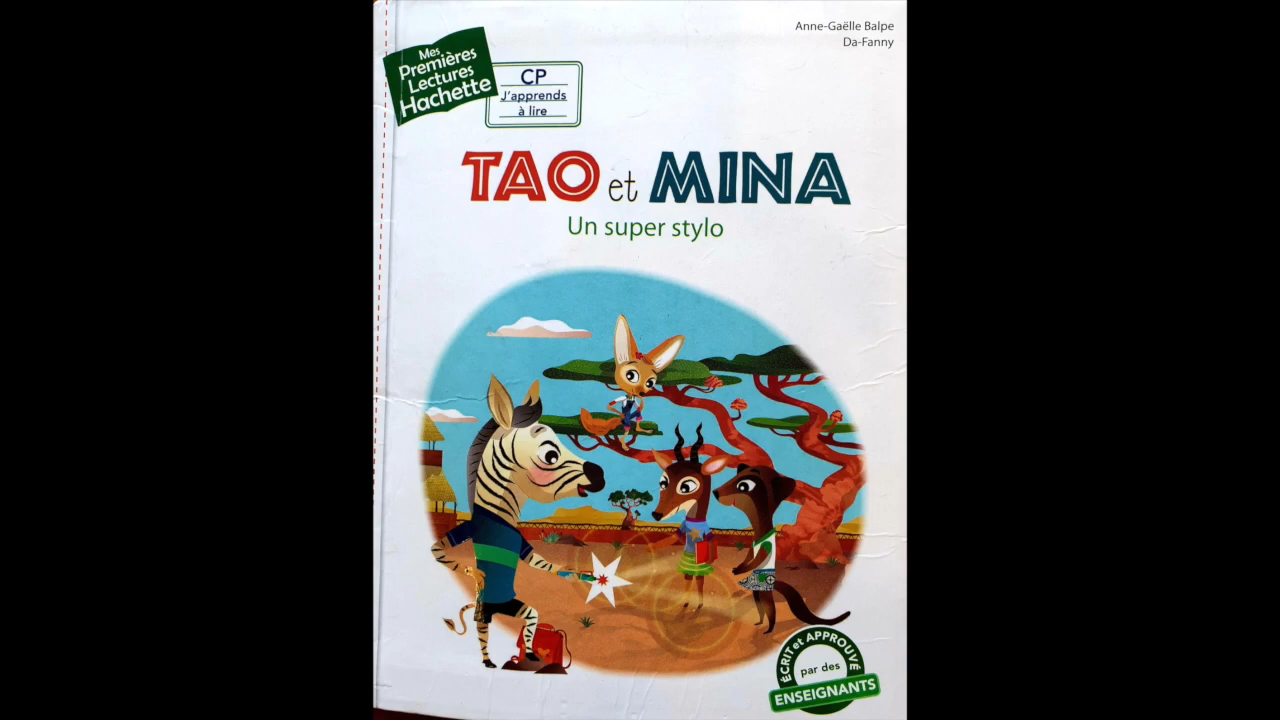 Anne-Gaëlle Balpe
Da-Fanny
Mes
Premières
Lectures
Hachette
CP
J'apprends
à lire
TAO et MINA
Un super stylo
ÉCRIT et APPROUVÉ
par des
ENSEIGNANTS